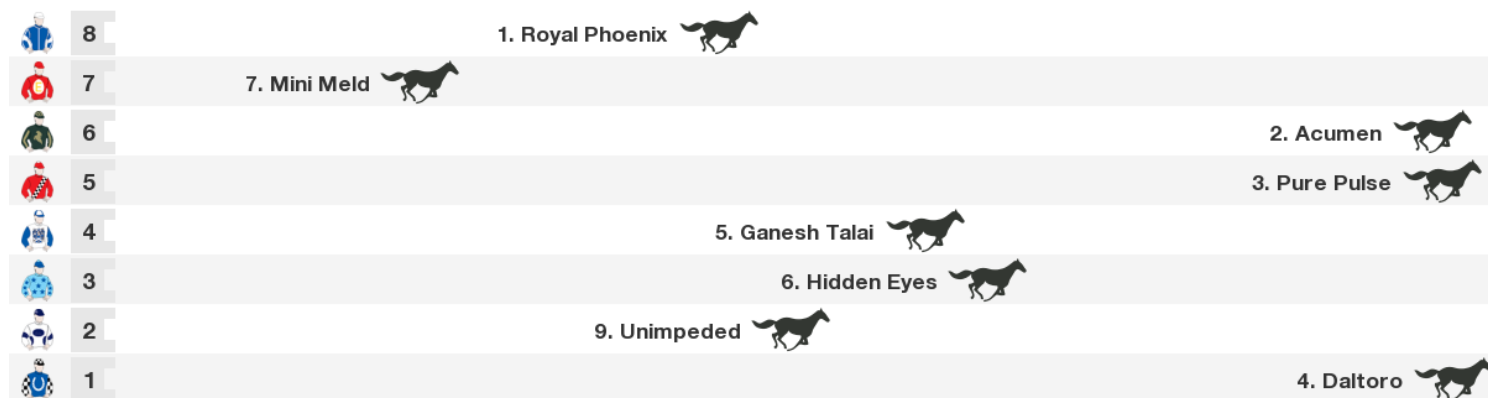 8 1. Royal Phoenix
7 7. Mini Meld
6 2. Acumen
5 3. Pure Pulse
4 5. Ganesh Talai
3 6. Hidden Eyes
2 9. Unimpeded
1 4. Daltoro